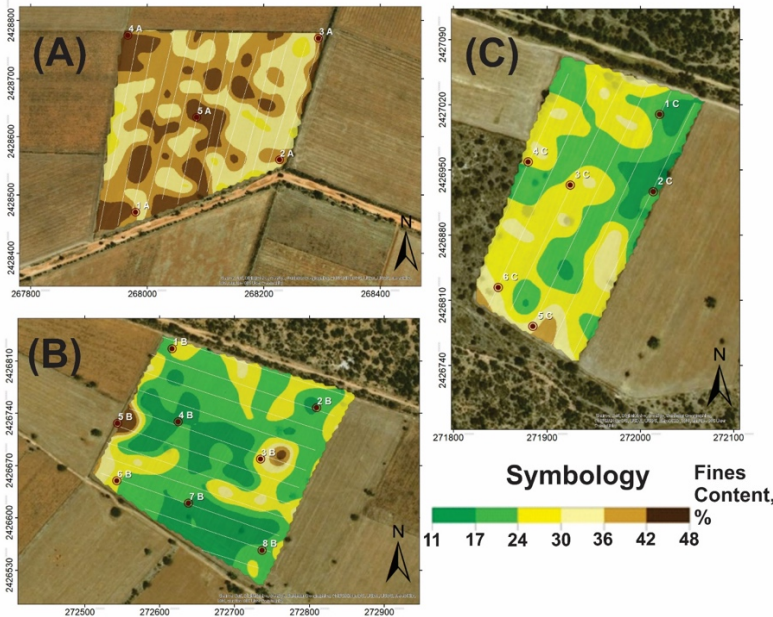 (A)
4 A
3 A
5 A
2 A
1 A
N
2428800
2428700
2428600
2428500
2428400
267800
268000
268200
268400
(B)
1 B
2 B
5 B
4 B
3 B
6 B
7 B
8 B
N
2426810
2426740
2426670
2426600
2426530
272500
272600
272700
272800
272900
(C)
1 C
4 C
2 C
3 C
6 C
5 C
N
2427090
2427020
2426950
2426880
2426810
2426740
271800
271900
272000
272100
Symbology
Fines
Content,
%
11 17 24 30 36 42 48